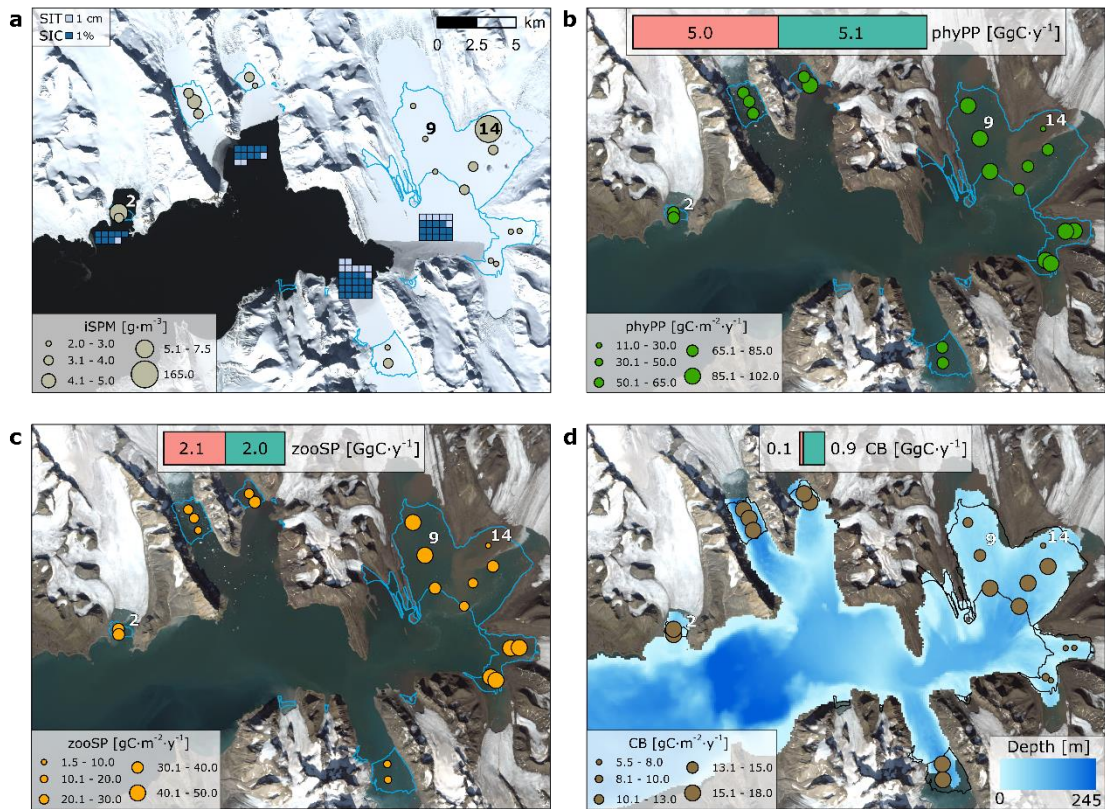 a
SIT 1 cm
SIC 1%
km
0 2.5 5
9
14
2
iSPM [g·m⁻³]
2.0 - 3.0
3.1 - 4.0
4.1 - 5.0
5.1 - 7.5
165.0
b
5.0 5.1 phyPP [GgC·y⁻¹]
9
14
2
phyPP [gC·m⁻²·y⁻¹]
11.0 - 30.0
30.1 - 50.0
50.1 - 65.0
65.1 - 85.0
85.1 - 102.0
c
2.1 2.0 zooSP [GgC·y⁻¹]
9
14
2
zooSP [gC·m⁻²·y⁻¹]
1.5 - 10.0
10.1 - 20.0
20.1 - 30.0
30.1 - 40.0
40.1 - 50.0
d
0.1 0.9 CB [GgC·y⁻¹]
9
14
2
CB [gC·m⁻²·y⁻¹]
5.5 - 8.0
8.1 - 10.0
10.1 - 13.0
13.1 - 15.0
15.1 - 18.0
Depth [m]
0 245